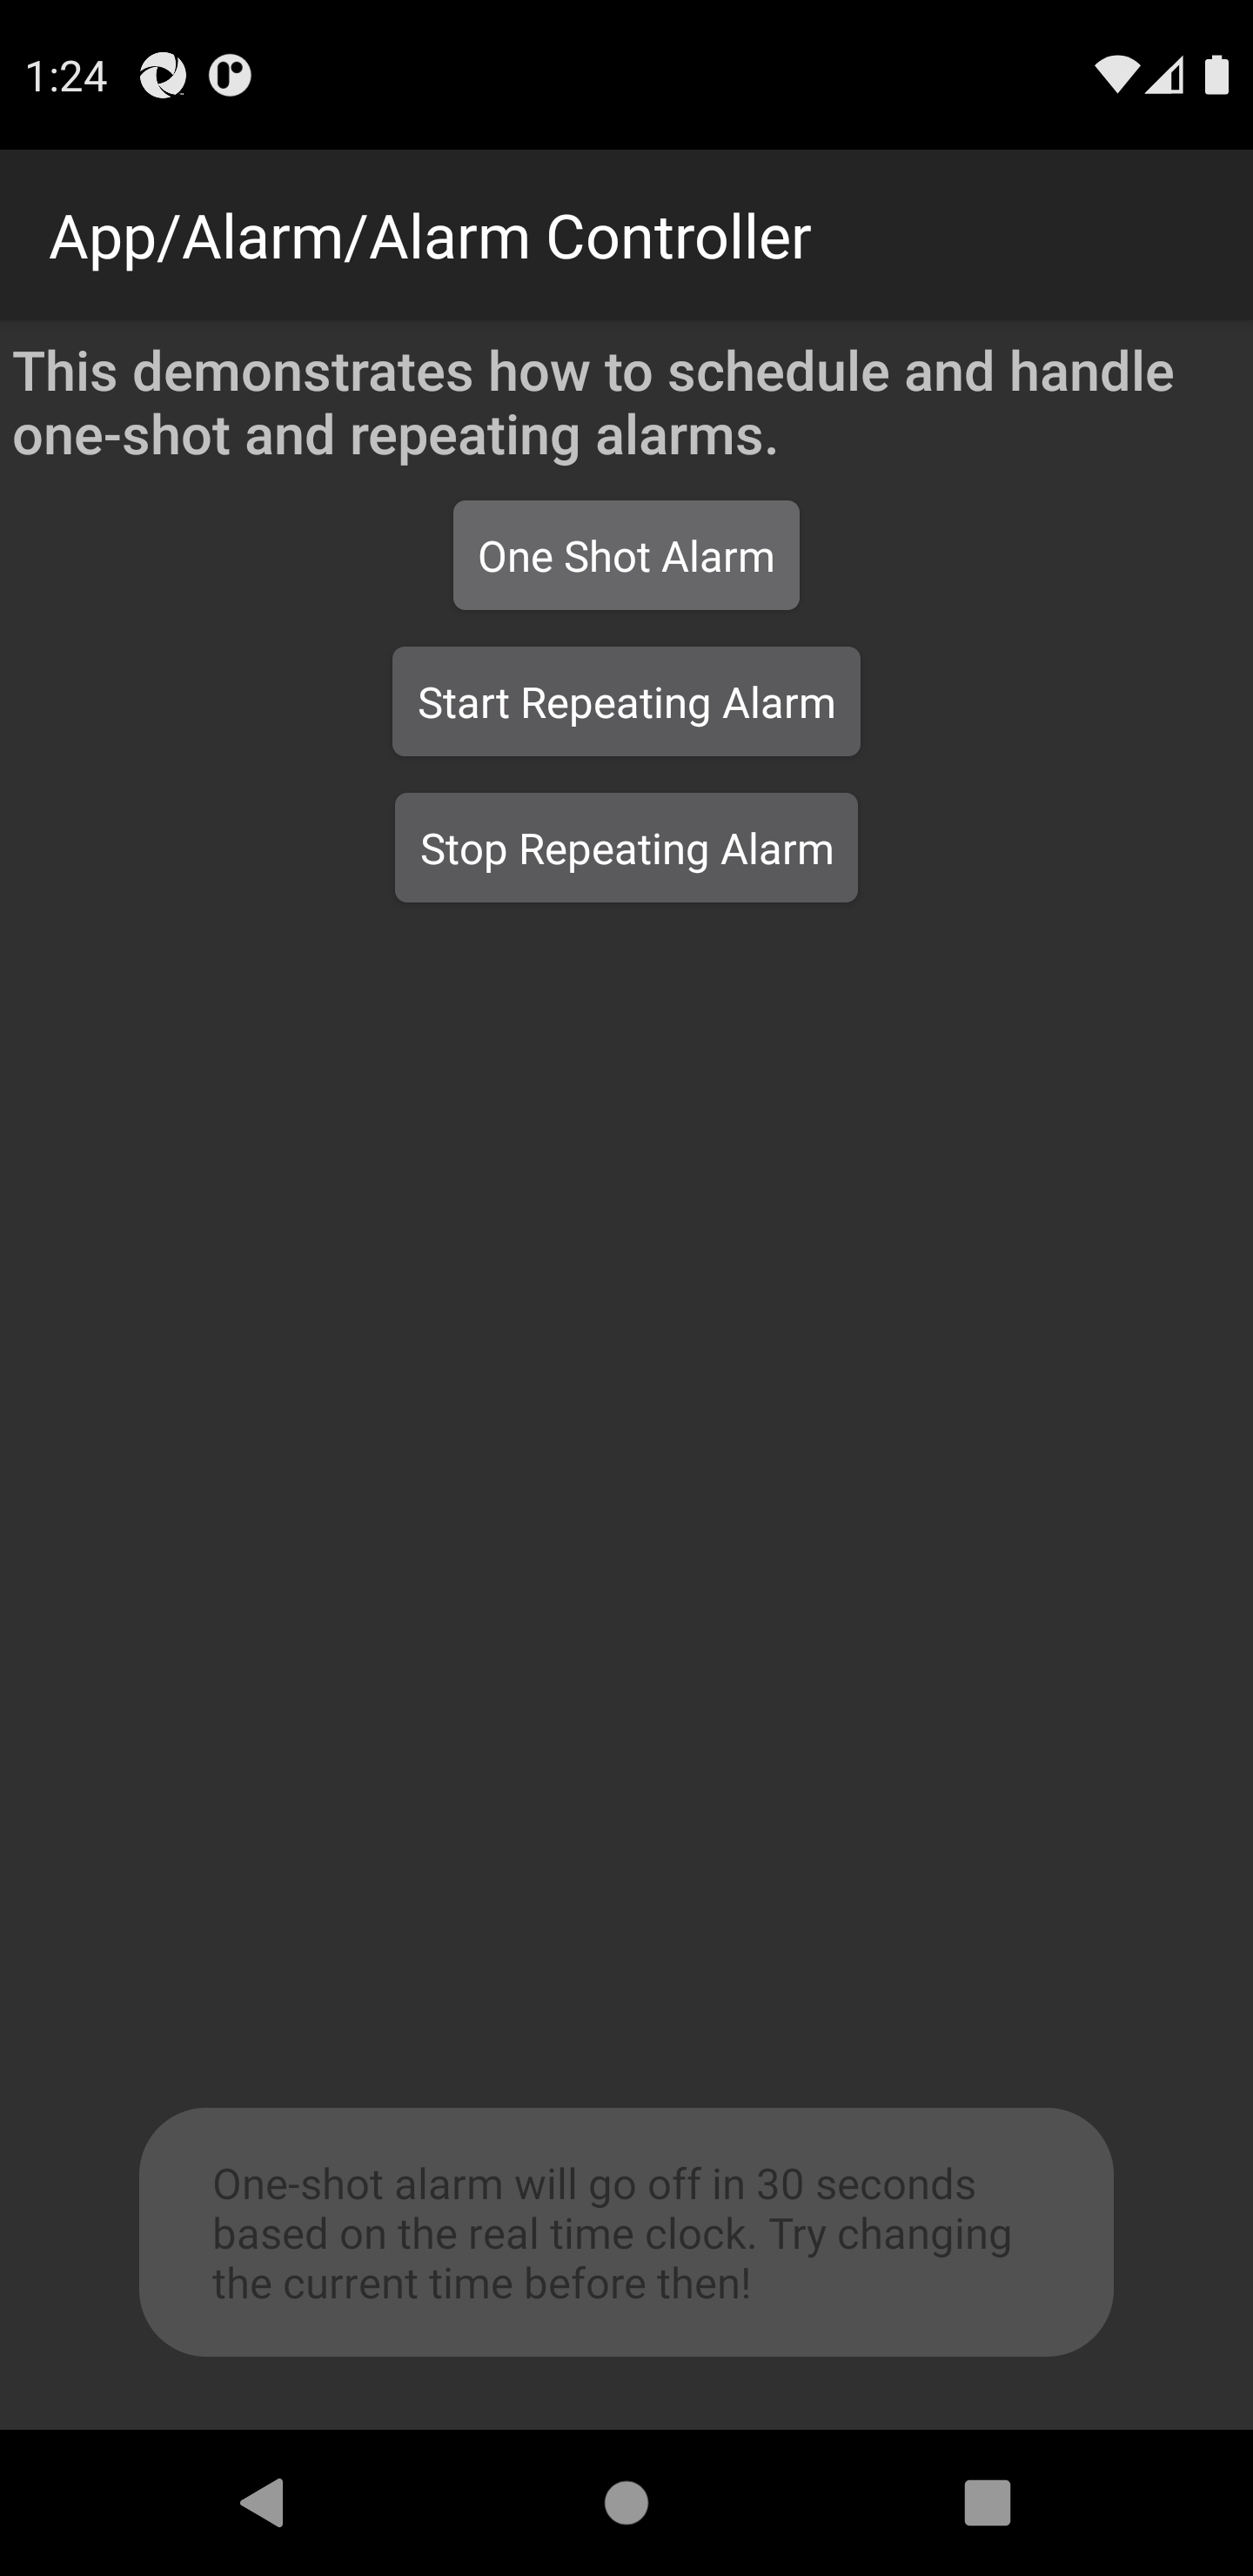 1:24
App/Alarm/Alarm Controller
This demonstrates how to schedule and handle
one-shot and repeating alarms.
One Shot Alarm
Start Repeating Alarm
Stop Repeating Alarm
One-shot alarm will go off in 30 seconds
based on the real time clock. Try changing
the current time before then!